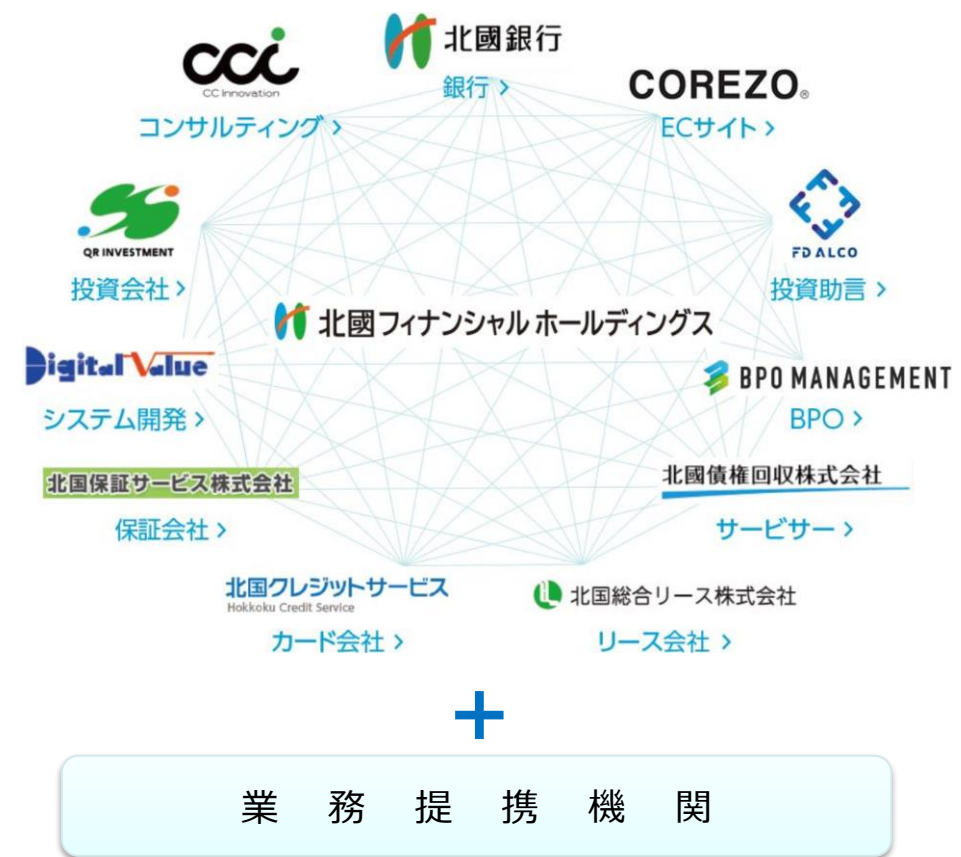 cci
CC Innovation
コンサルティング >
北國銀行
銀行 >
COREZO®
ECサイト >
QR INVESTMENT
投資会社 >
FDALCO
投資助言 >
北國フィナンシャルホールディングス
Digital Value
システム開発 >
BPO MANAGEMENT
BPO >
北国保証サービス株式会社
保証会社 >
北國債権回収株式会社
サービサー >
北国クレジットサービス
Hokkoku Credit Service
カード会社 >
北国総合リース株式会社
リース会社 >
+
業務提携機関